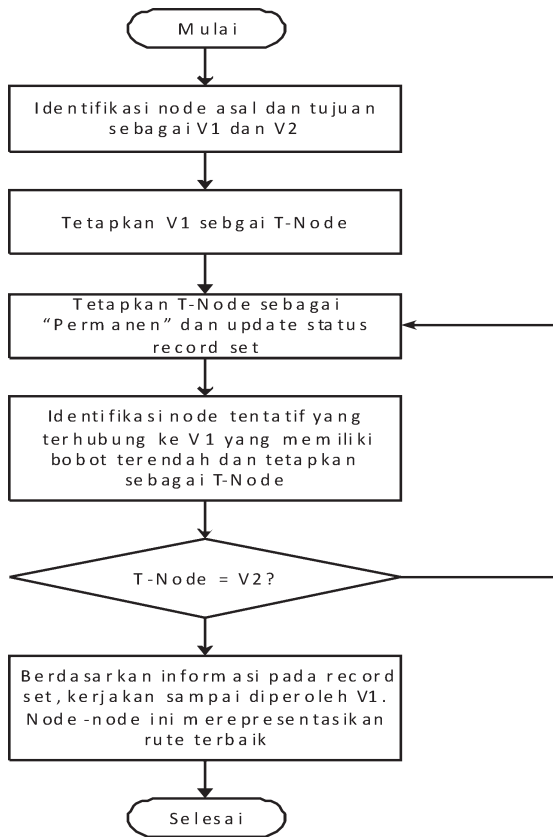 Mulai
Identifikasi node asal dan tujuan
sebagai V1 dan V2
Tetapkan V1 sebgai T-Node
Tetapkan T-Node sebagai
“Permanen” dan update status
record set
Identifikasi node tentatif yang
terhubung ke V1 yang memiliki
bobot terendah dan tetapkan
sebagai T-Node
T-Node = V2?
Berdasarkan informasi pada record
set, kerjakan sampai diperoleh V1.
Node-node ini merepresentasikan
rute terbaik
Selesai